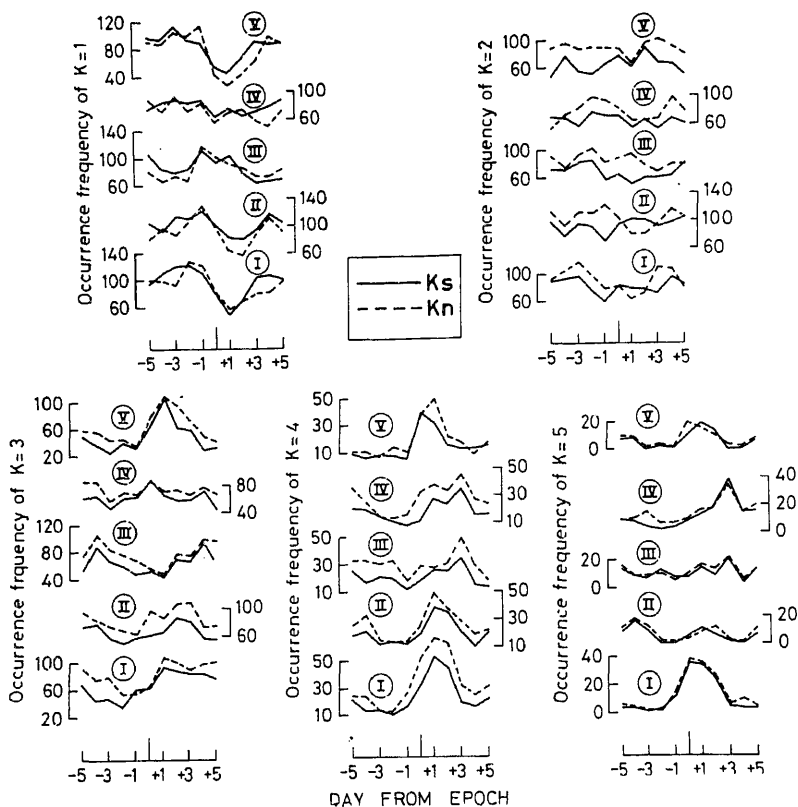 Occurrence frequency of K=1
120
80
40
V
IV
100
60
140
100
60
III
II
140
100
60
140
100
60
I
-5 -3 -1 +1 +3 +5
Ks
Kn
Occurrence frequency of K=2
100
60
V
IV
100
60
100
60
III
II
140
100
60
100
60
I
-5 -3 -1 +1 +3 +5
Occurrence frquency of K=3
100
60
20
V
IV
80
40
120
80
40
III
II
100
60
100
60
20
I
-5 -3 -1 +1 +3 +5
Occurrence frequency of K=4
50
30
10
V
IV
50
30
10
50
30
10
III
II
50
30
10
50
30
10
I
-5 -3 -1 +1 +3 +5
Occurrence frequency of K=5
20
0
V
IV
40
20
0
20
0
III
II
20
0
40
20
0
I
-5 -3 -1 +1 +3 +5
DAY FROM EPOCH